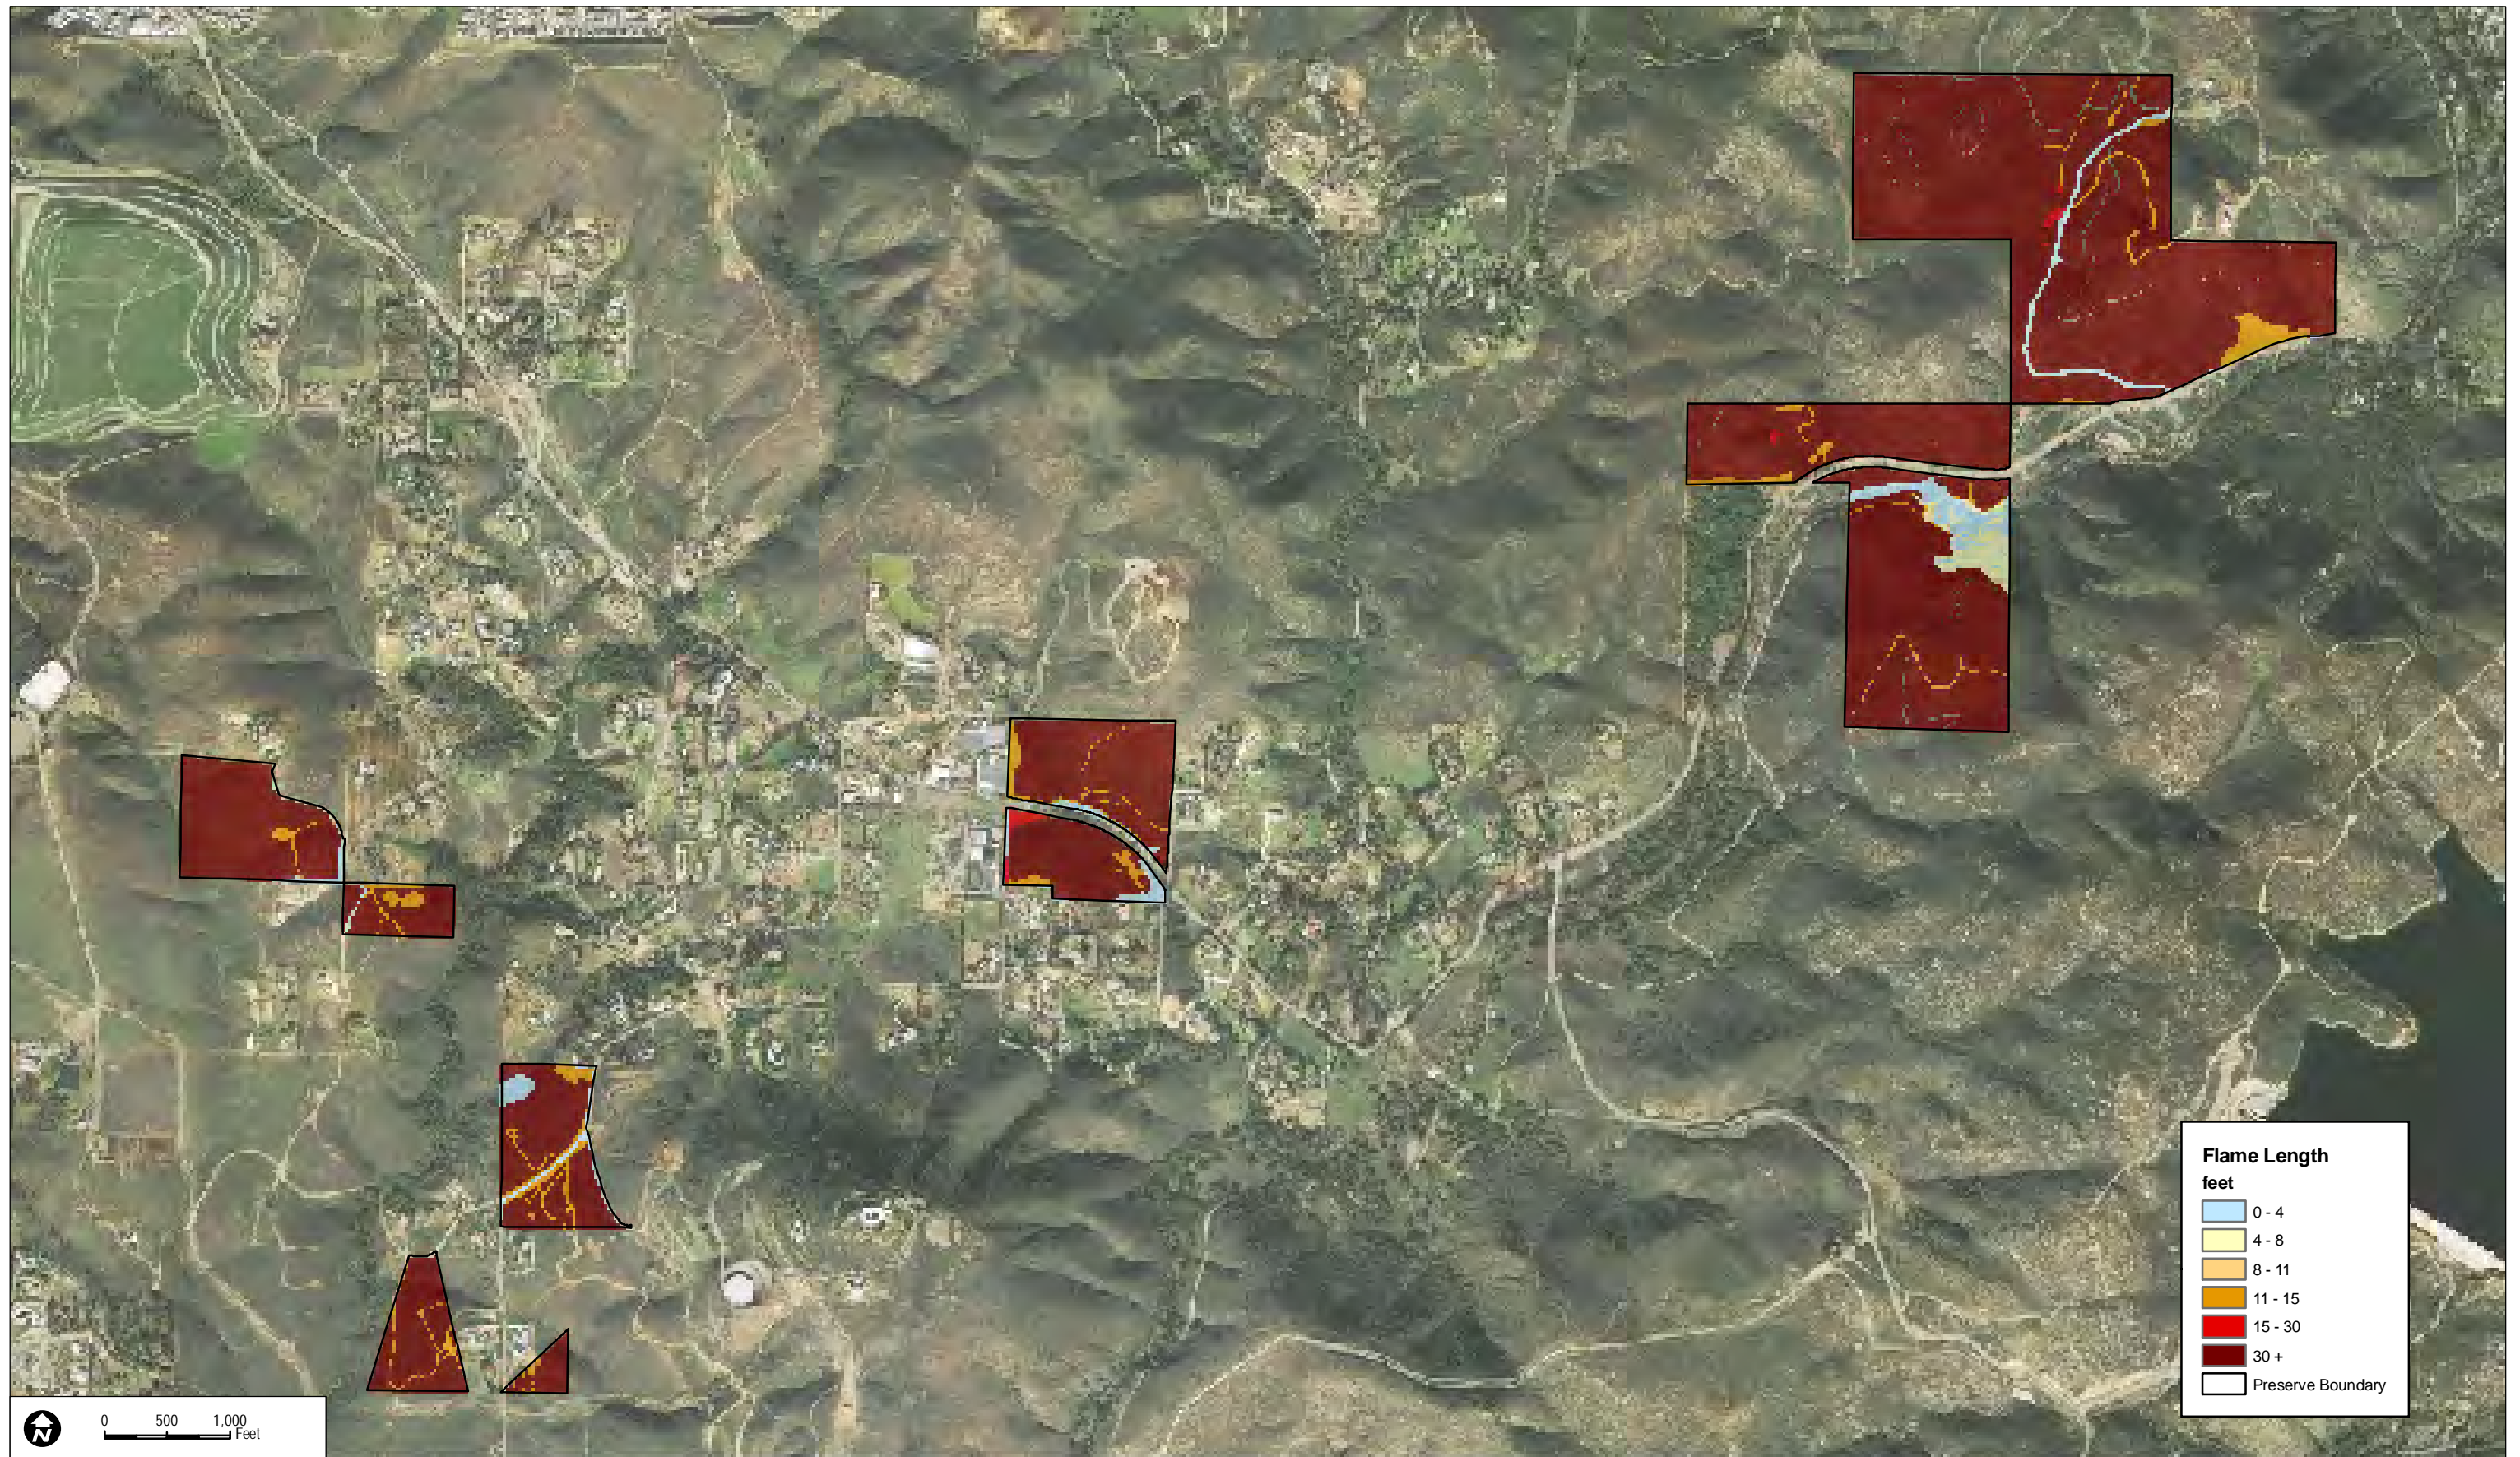 Flame Length
feet
0 - 4
4 - 8
8 - 11
11 - 15
15 - 30
30 +
Preserve Boundary
N
0 500 1,000
Feet